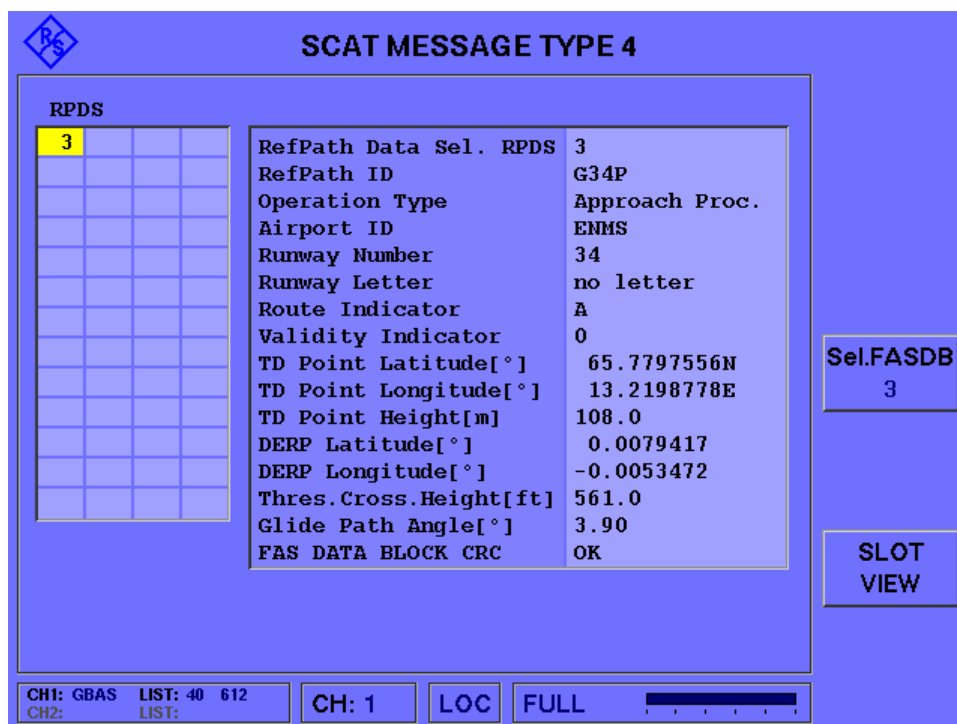 R/S
SCAT MESSAGE TYPE 4
RPDS
3
RefPath Data Sel. RPDS 3
RefPath ID G34P
Operation Type Approach Proc.
Airport ID ENMS
Runway Number 34
Runway Letter no letter
Route Indicator A
Validity Indicator 0
TD Point Latitude[°] 65.7797556N
TD Point Longitude[°] 13.2198778E
TD Point Height[m] 108.0
DERP Latitude[°] 0.0079417
DERP Longitude[°] -0.0053472
Thres.Cross.Height[ft] 561.0
Glide Path Angle[°] 3.90
FAS DATA BLOCK CRC OK
Sel.FASDB
3
SLOT
VIEW
CH1: GBAS LIST: 40 612
CH2: LIST:
CH: 1
LOC
FULL